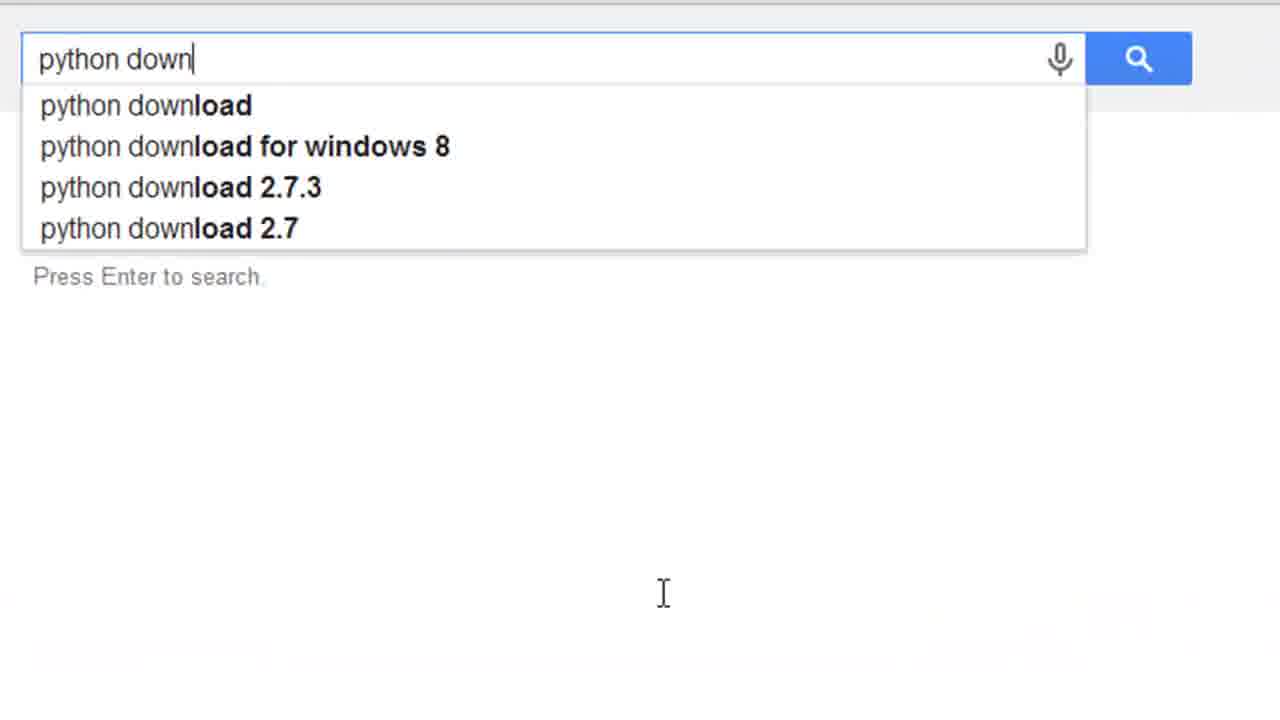 python down
python download
python download for windows 8
python download 2.7.3
python download 2.7
Press Enter to search.